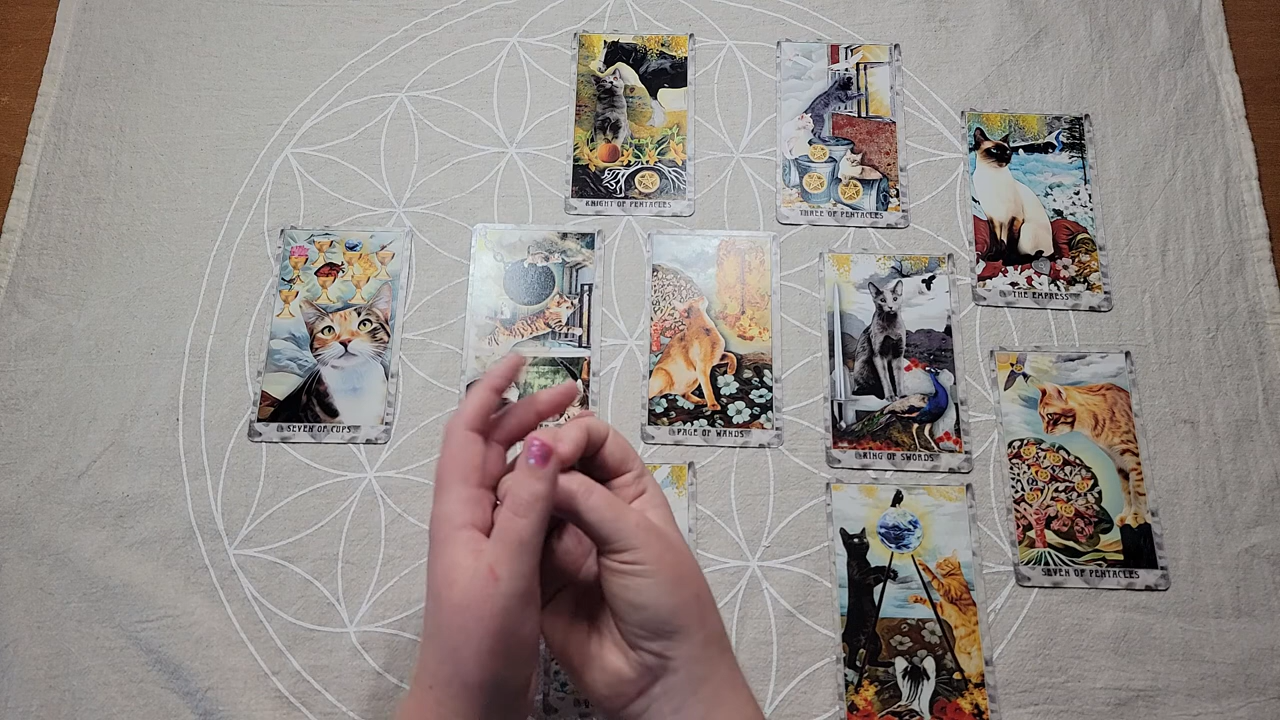 KNIGHT OF PENTACLES
THREE OF PENTACLES
THE EMPRESS
SEVEN OF CUPS
PAGE OF WANDS
KING OF SWORDS
SEVEN OF PENTACLES